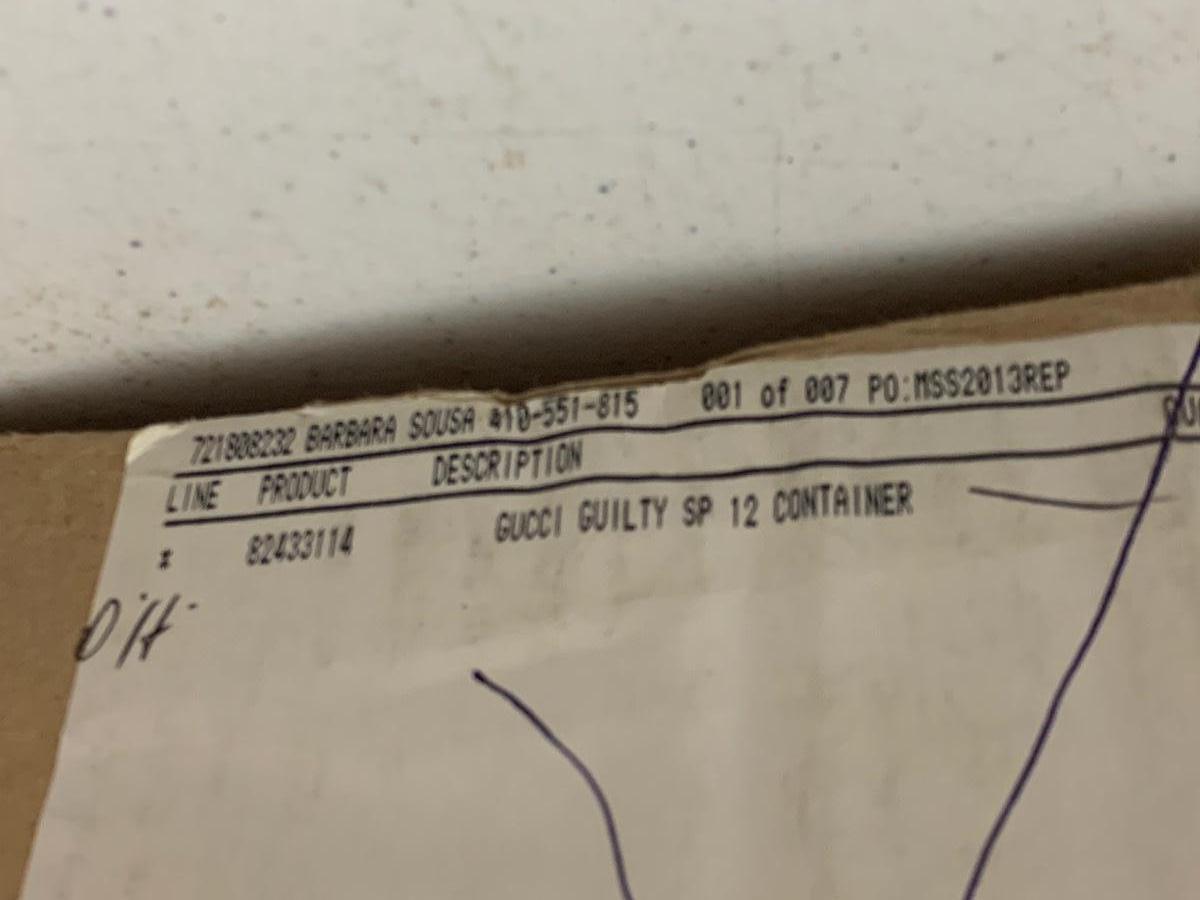 721808232 BARBARA SOUSA 410-551-815 001 of 007 PO:MSS2013REP
LINE PRODUCT DESCRIPTION
* 82433114 GUCCI GUILTY SP 12 CONTAINER